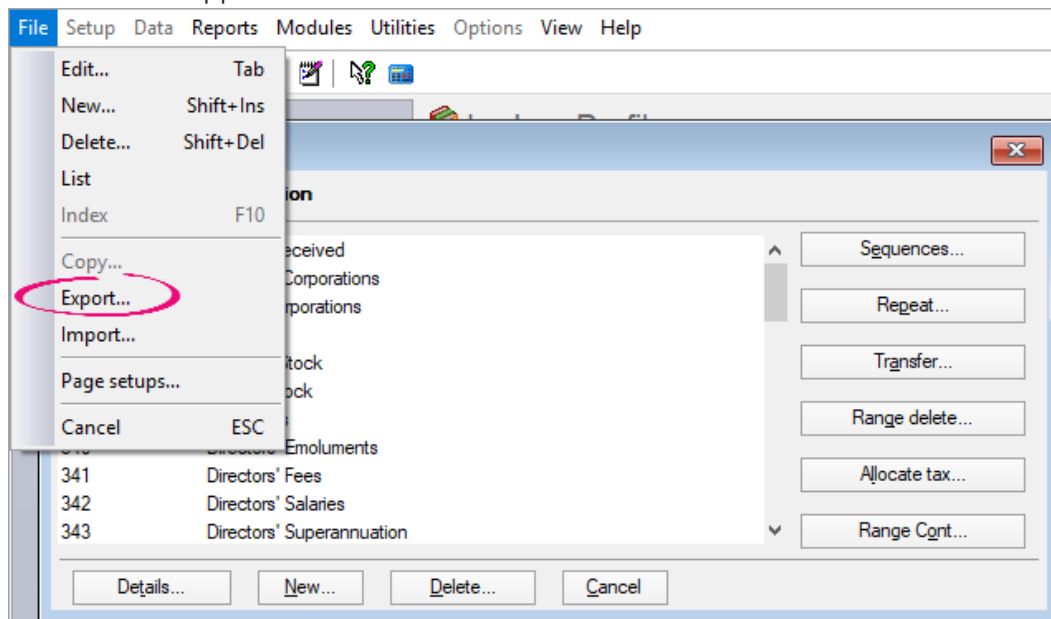 File Setup Data Reports Modules Utilities Options View Help
Edit... Tab
New... Shift+Ins
Delete... Shift+Del
List
Index F10
Copy...
Export...
Import...
Page setups...
Cancel ESC
ion
eceived
Corporations
rporations
Stock
ock
Directors' Emoluments
341 Directors' Fees
342 Directors' Salaries
343 Directors' Superannuation
Sequences...
Repeat...
Transfer...
Range delete...
Allocate tax...
Range Cont...
Details... New... Delete... Cancel